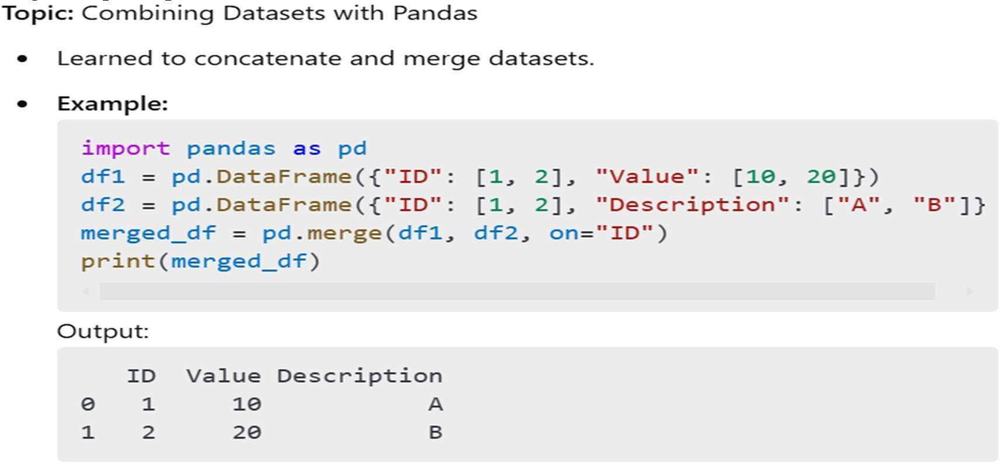 Topic: Combining Datasets with Pandas
• Learned to concatenate and merge datasets.
• Example:
import pandas as pd
df1 = pd.DataFrame({"ID": [1, 2], "Value": [10, 20]})
df2 = pd.DataFrame({"ID": [1, 2], "Description": ["A", "B"]}
merged_df = pd.merge(df1, df2, on="ID")
print(merged_df)
Output:
   ID  Value Description
0   1     10           A
1   2     20           B